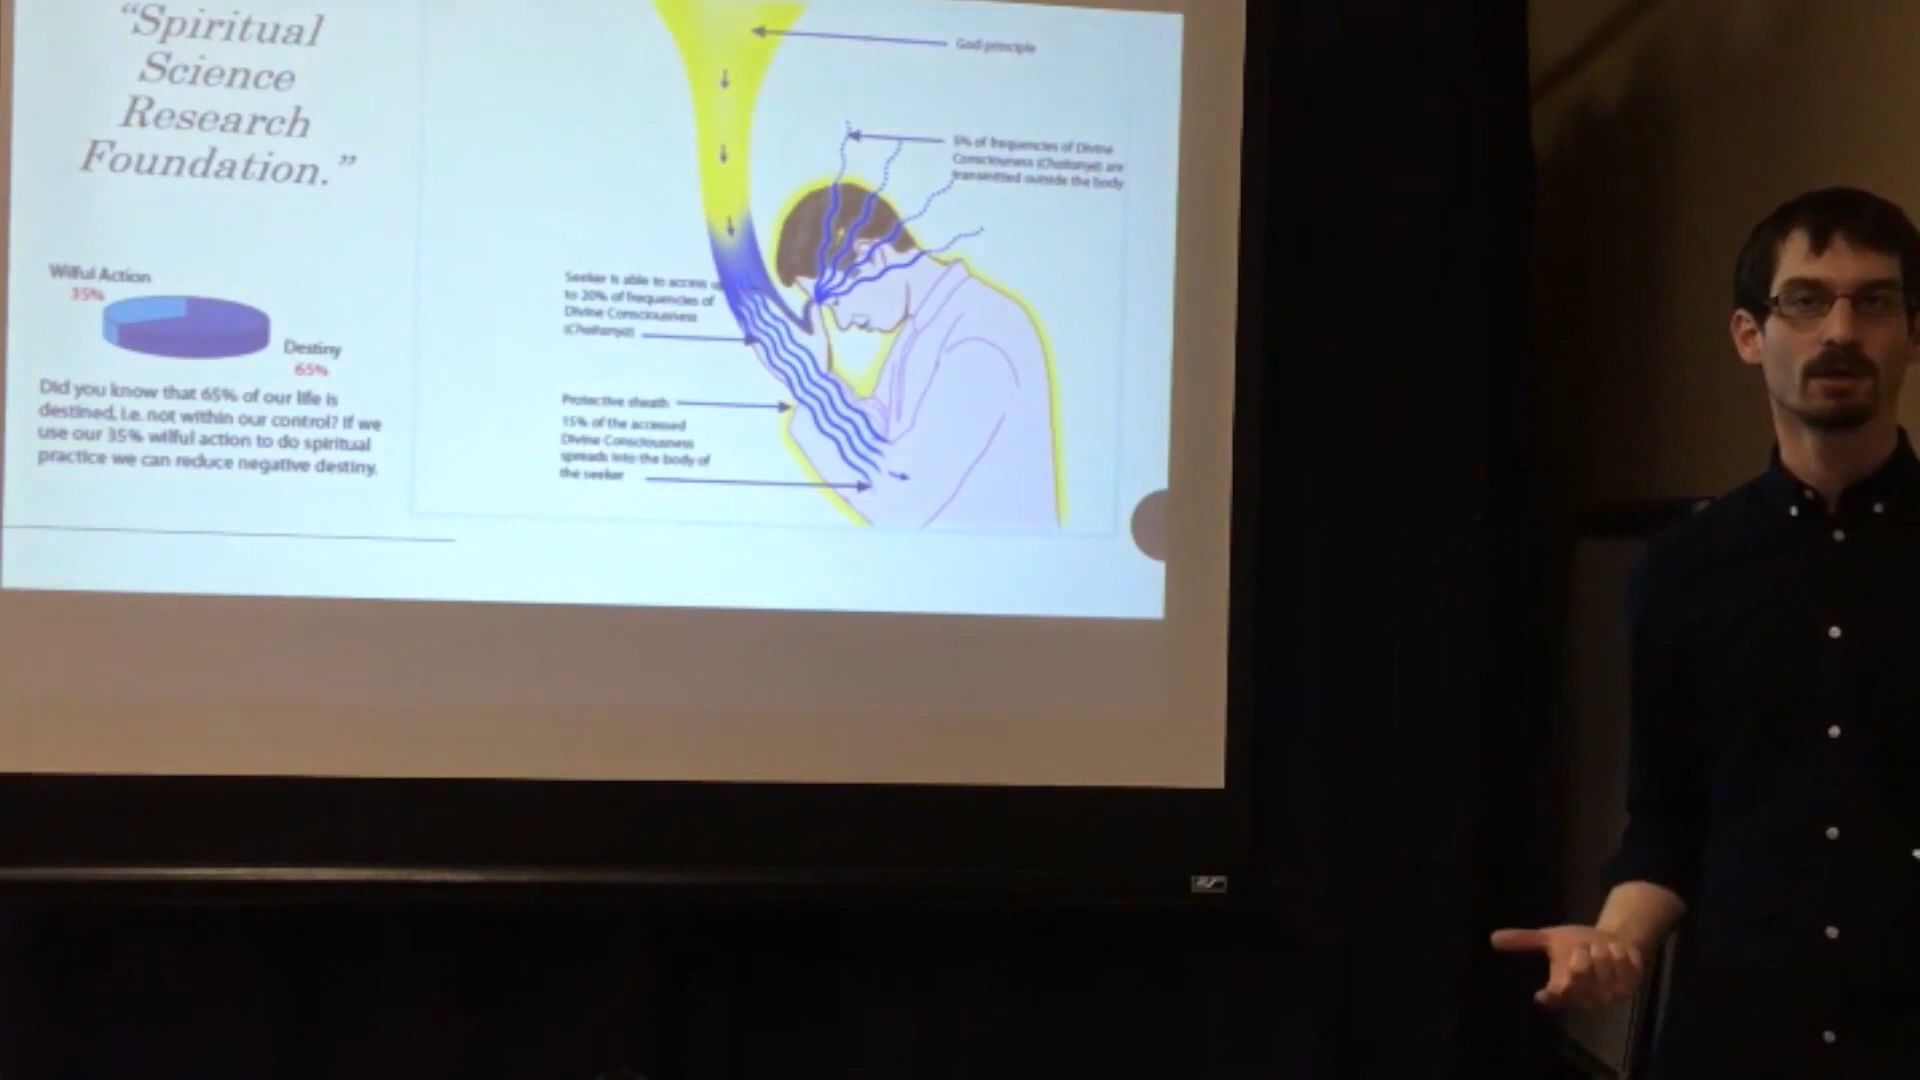 “Spiritual
Science
Research
Foundation.”
Wilful Action
35%
Destiny
65%
Did you know that 65% of our life is
destined, i.e. not within our control? If we
use our 35% wilful action to do spiritual
practice we can reduce negative destiny.
God principle
5% of frequencies of Divine
Consciouness (Chaitanya) are
transmitted outside the body
Seeker is able to access
to 20% of frequencies of
Divine Consciousness
(Chaitanya)
Protective sheath
15% of the accessed
Divine Consciousness
spreads into the body of
the seeker